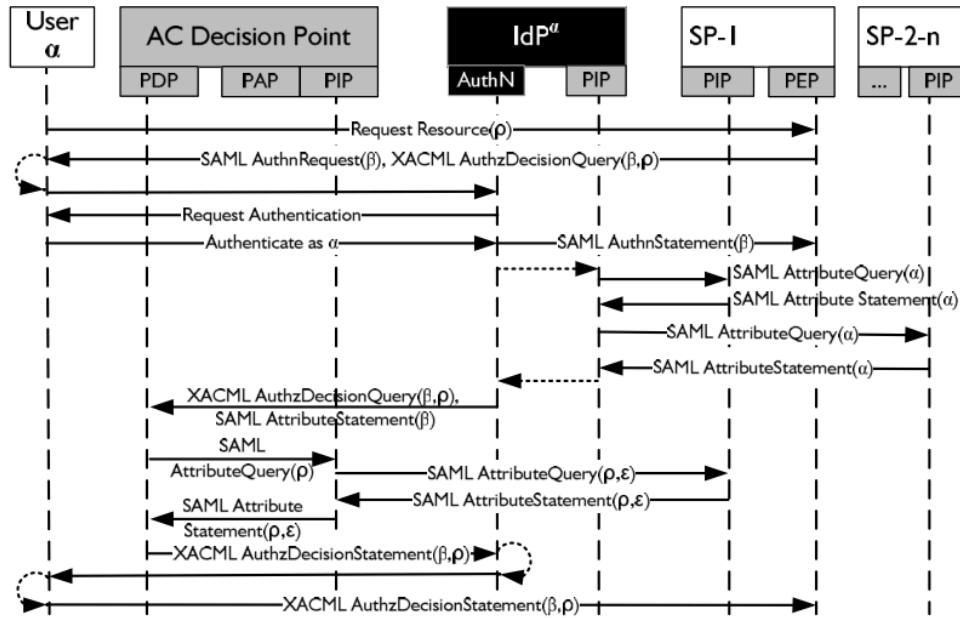 User
α
AC Decision Point
IdPα
SP-1
SP-2-n
PDP
PAP
PIP
AuthN
PIP
PIP
PEP
...
PIP
Request Resource(ρ)
SAML AuthnRequest(β), XACML AuthzDecisionQuery(β,ρ)
Request Authentication
Authenticate as α
SAML AuthnStatement(β)
SAML AttributeQuery(α)
SAML Attribute Statement(α)
SAML AttributeQuery(α)
SAML AttributeStatement(α)
XACML AuthzDecisionQuery(β,ρ),
SAML AttributeStatement(β)
SAML
AttributeQuery(ρ)
SAML AttributeQuery(ρ,ε)
SAML AttributeStatement(ρ,ε)
SAML Attribute
Statement(ρ,ε)
XACML AuthzDecisionStatement(β,ρ)
XACML AuthzDecisionStatement(β,ρ)